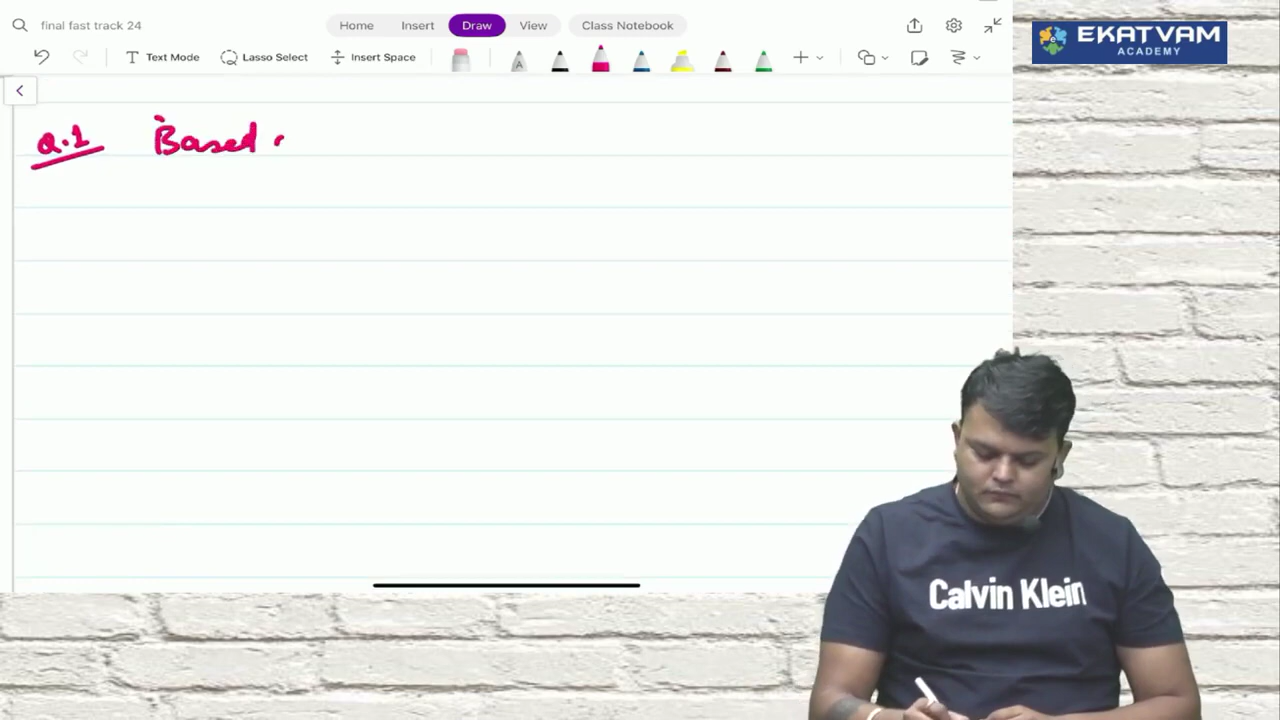 final fast track 24
Home Insert Draw View Class Notebook
Text Mode Lasso Select Insert Space
EKATVAM
ACADEMY
Q.1 Based
Calvin Klein